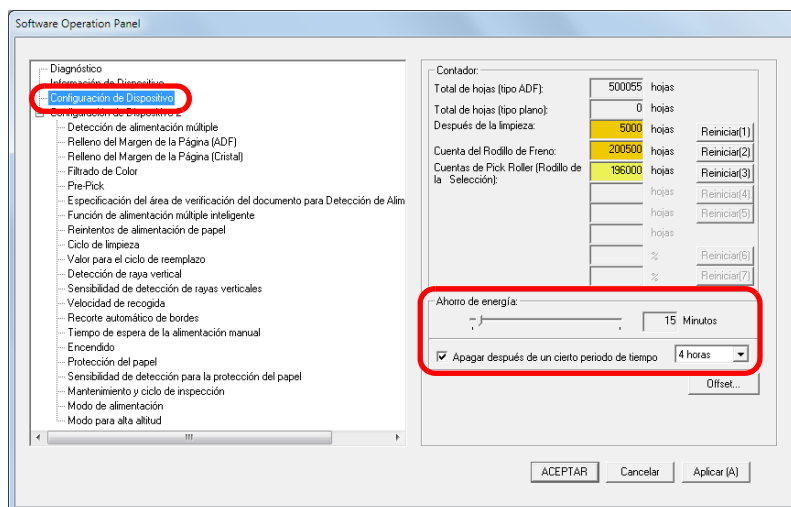 Software Operation Panel
Diagnóstico
Información de Dispositivo
Configuración de Dispositivo
Configuración de Dispositivo 2
Detección de alimentación múltiple
Relleno del Margen de la Página (ADF)
Relleno del Margen de la Página (Cristal)
Filtrado de Color
Pre-Pick
Especificación del área de verificación del documento para Detección de Alim
Función de alimentación múltiple inteligente
Reintentos de alimentación de papel
Ciclo de limpieza
Valor para el ciclo de reemplazo
Detección de raya vertical
Sensibilidad de detección de rayas verticales
Velocidad de recogida
Recorte automático de bordes
Tiempo de espera de la alimentación manual
Encendido
Protección del papel
Sensibilidad de detección para la protección del papel
Mantenimiento y ciclo de inspección
Modo de alimentación
Modo para alta altitud
Contador:
Total de hojas (tipo ADF): 500055 hojas
Total de hojas (tipo plano): 0 hojas
Después de la limpieza: 5000 hojas Reiniciar(1)
Cuenta del Rodillo de Freno: 200500 hojas Reiniciar(2)
Cuentas de Pick Roller (Rodillo de 196000 hojas Reiniciar(3)
la Selección):
hojas Reiniciar(4)
hojas Reiniciar(5)
hojas
% Reiniciar(6)
% Reiniciar(7)
Ahorro de energía:
15 Minutos
Apagar después de un cierto periodo de tiempo 4 horas
Offset...
ACEPTAR Cancelar Aplicar (A)